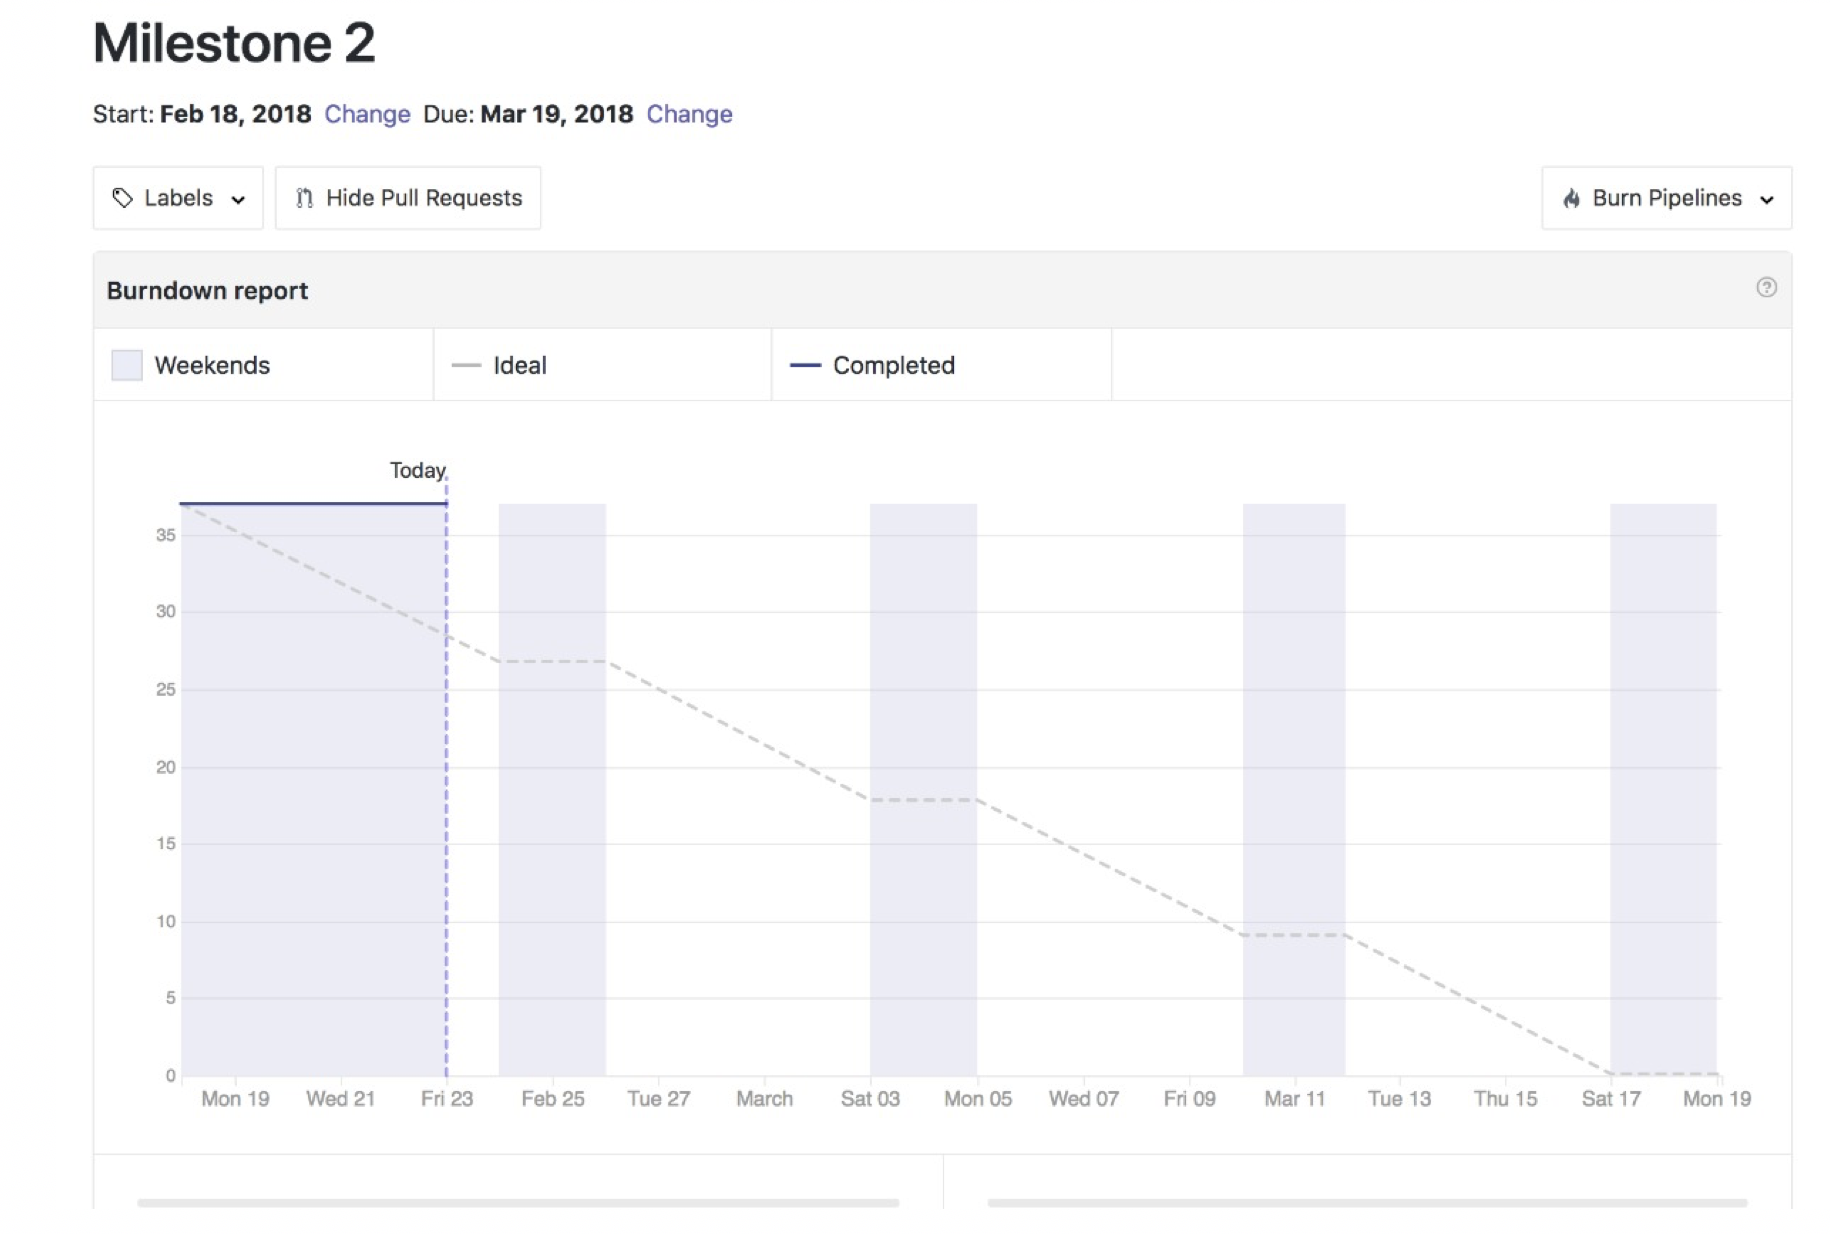 Milestone 2
Start: Feb 18, 2018 Change Due: Mar 19, 2018 Change
Labels Hide Pull Requests Burn Pipelines
Burndown report ?
Weekends Ideal Completed
Today
35
30
25
20
15
10
5
0
Mon 19 Wed 21 Fri 23 Feb 25 Tue 27 March Sat 03 Mon 05 Wed 07 Fri 09 Mar 11 Tue 13 Thu 15 Sat 17 Mon 19